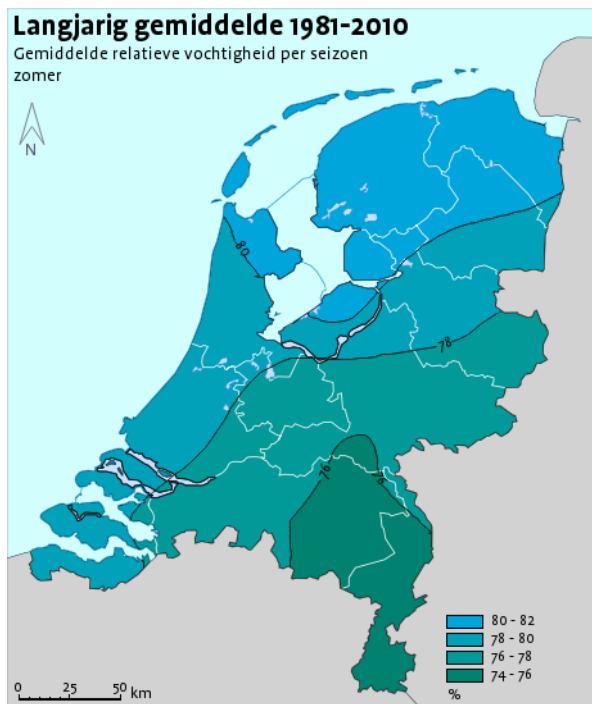 Langjarig gemiddelde 1981-2010
Gemiddelde relatieve vochtigheid per seizoen
zomer
N
80
78
76
76
80 - 82
78 - 80
76 - 78
74 - 76
%
0 25 50 km